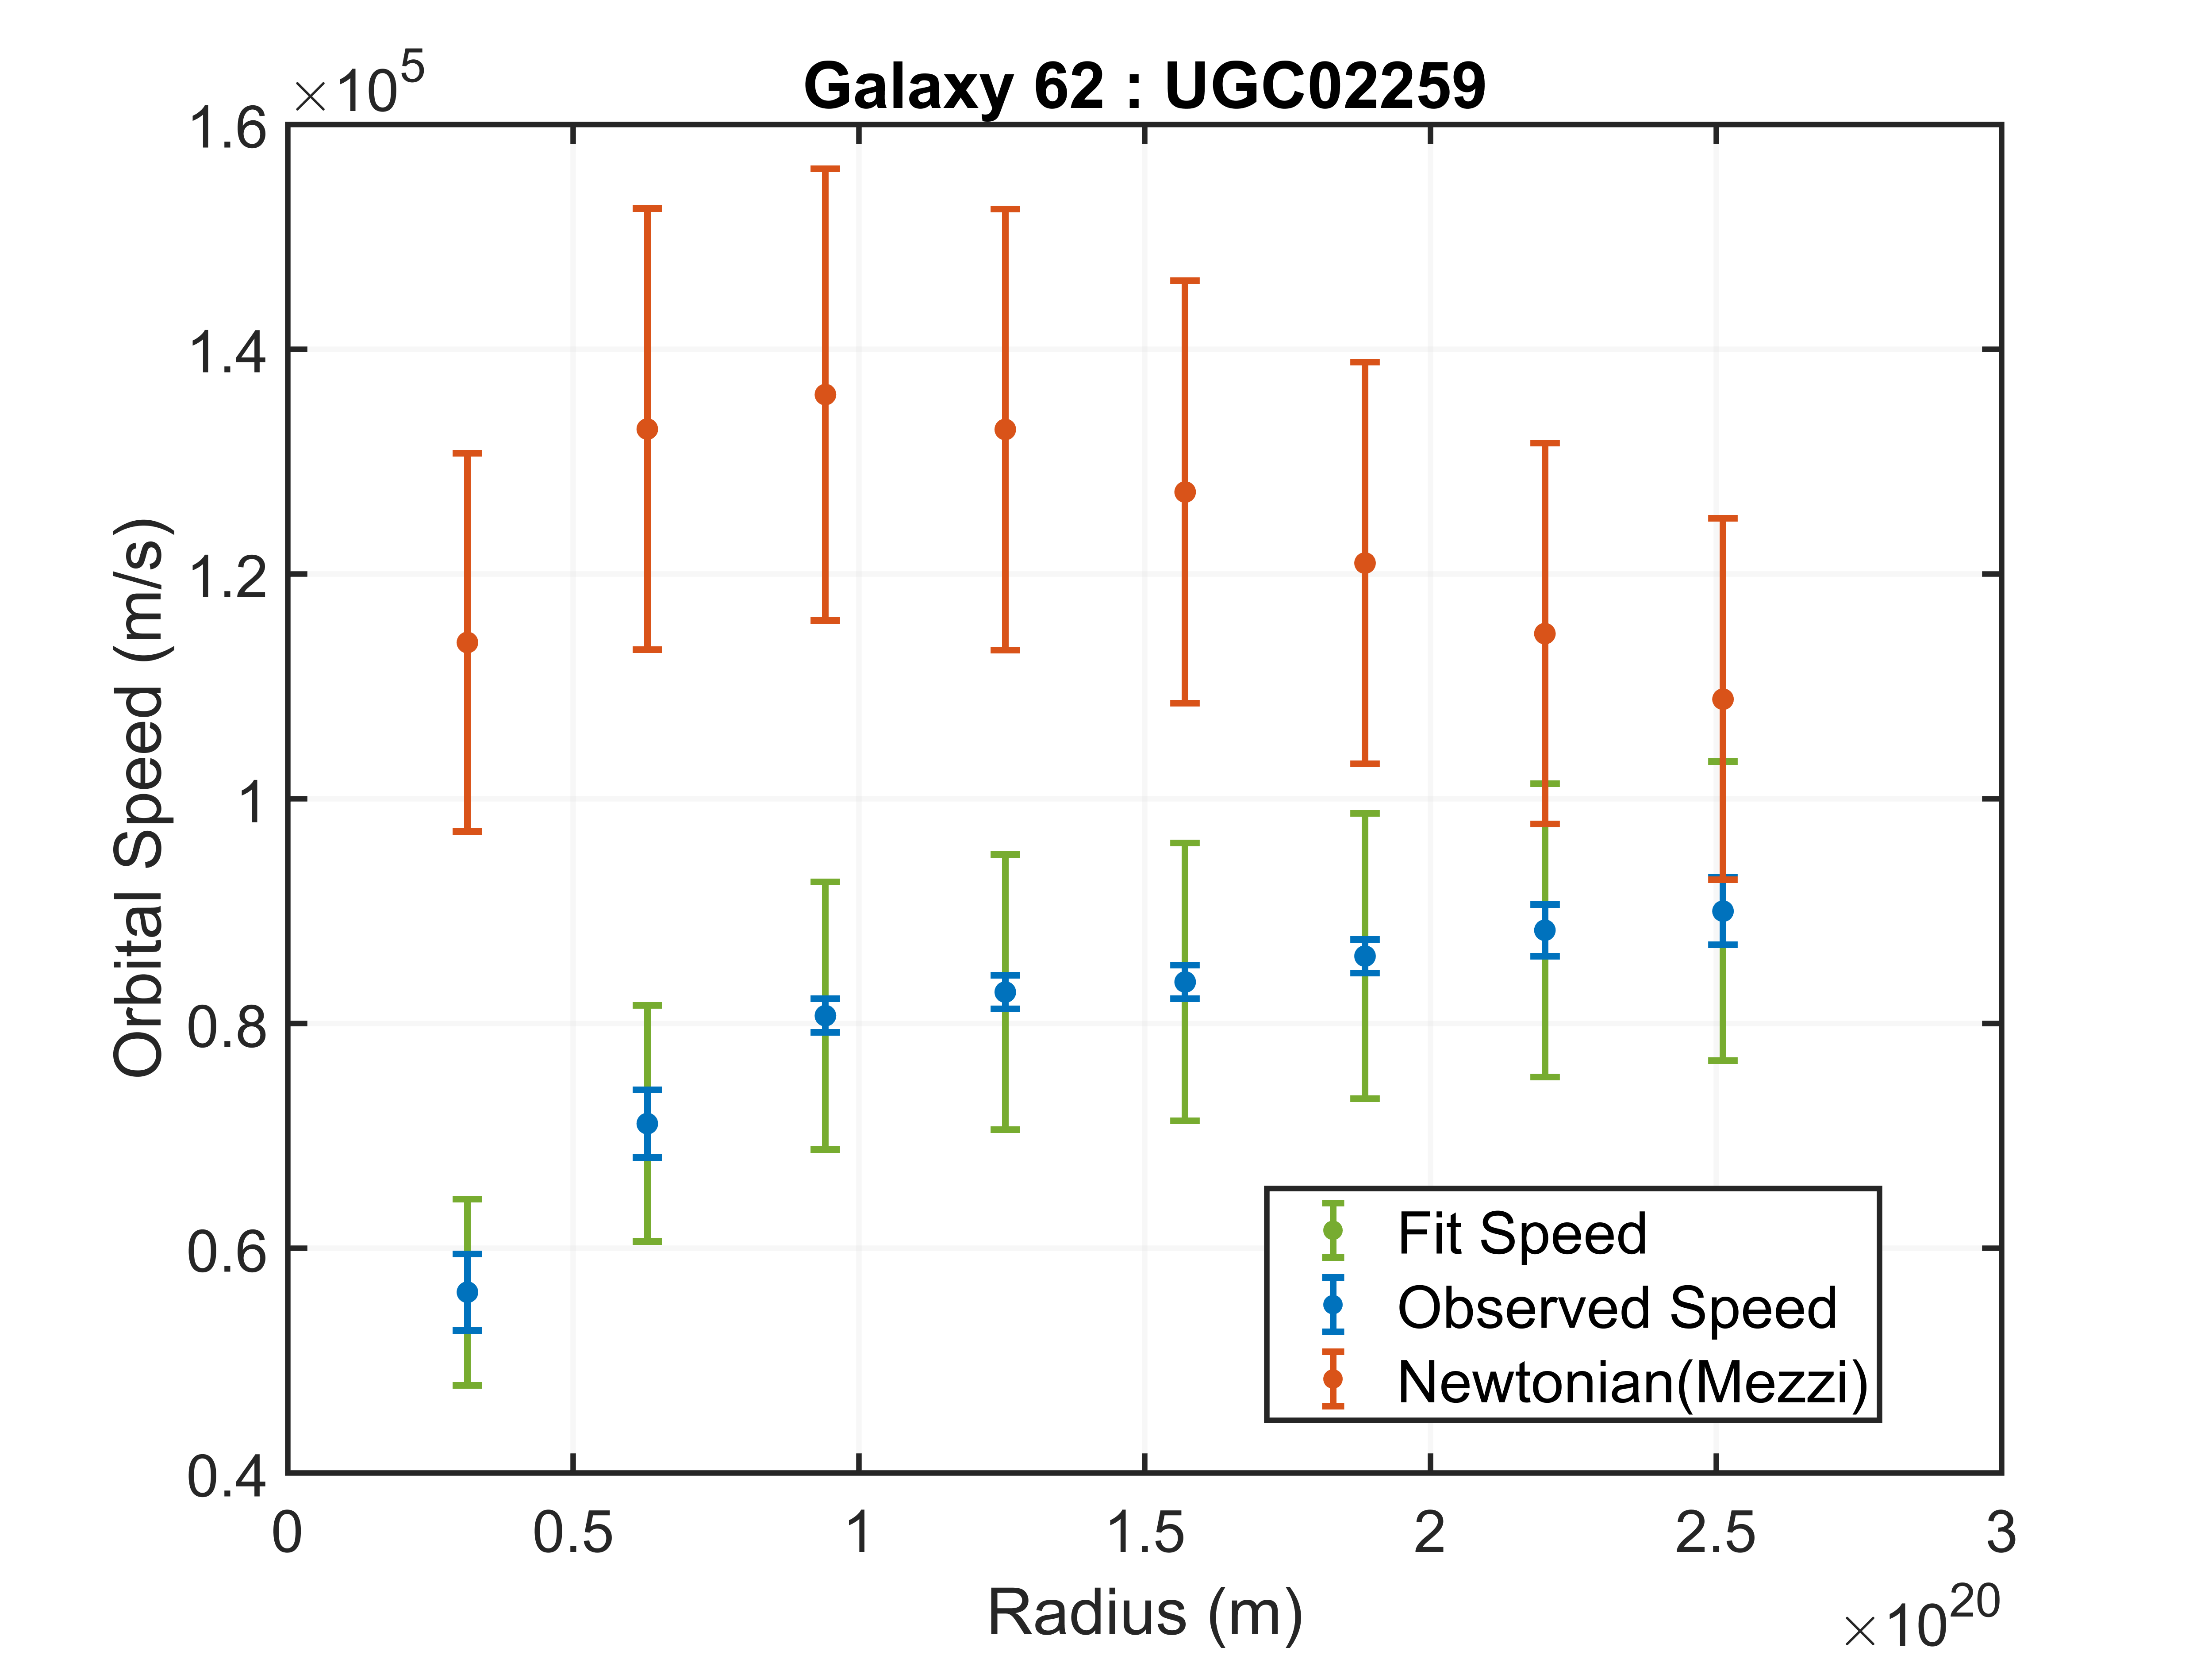 Galaxy 62 : UGC02259
×10^5
1.6
1.4
1.2
1
0.8
0.6
0.4
Orbital Speed (m/s)
Fit Speed
Observed Speed
Newtonian(Mezzi)
0 0.5 1 1.5 2 2.5 3
Radius (m)
×10^20